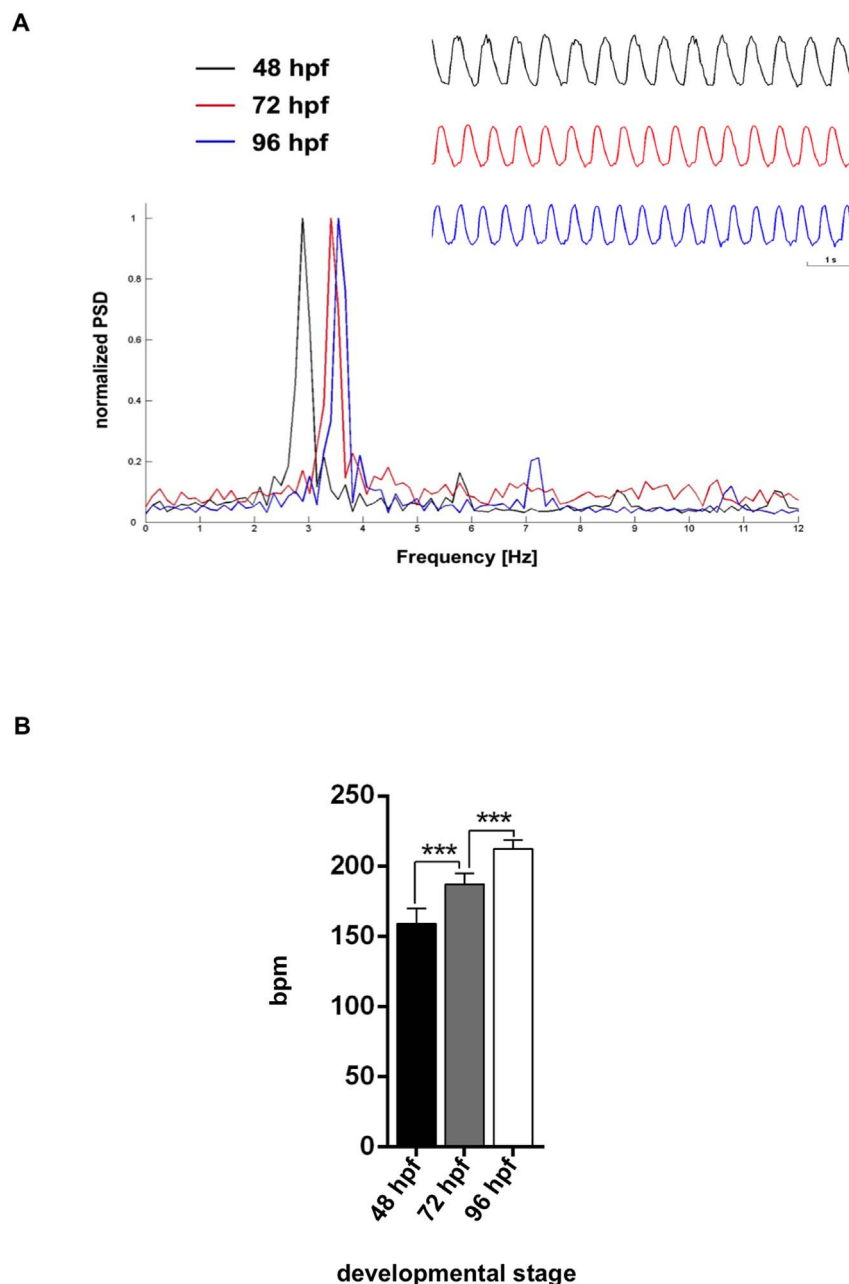 A
48 hpf
72 hpf
96 hpf
1 s
normalized PSD
1
0.8
0.6
0.4
0.2
0
0 1 2 3 4 5 6 7 8 9 10 11 12
Frequency [Hz]
B
bpm
250
200
150
100
50
0
*** ***
48 hpf 72 hpf 96 hpf
developmental stage